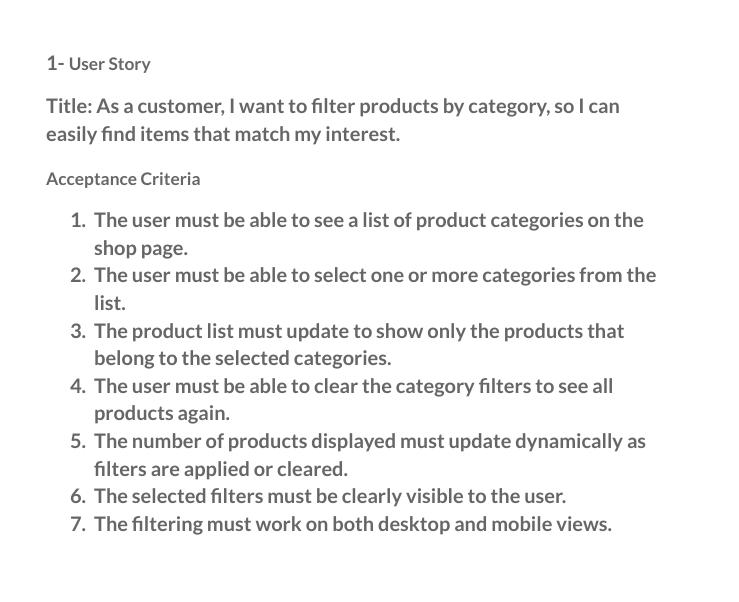 1- User Story
Title: As a customer, I want to filter products by category, so I can
easily find items that match my interest.
Acceptance Criteria
1. The user must be able to see a list of product categories on the
shop page.
2. The user must be able to select one or more categories from the
list.
3. The product list must update to show only the products that
belong to the selected categories.
4. The user must be able to clear the category filters to see all
products again.
5. The number of products displayed must update dynamically as
filters are applied or cleared.
6. The selected filters must be clearly visible to the user.
7. The filtering must work on both desktop and mobile views.